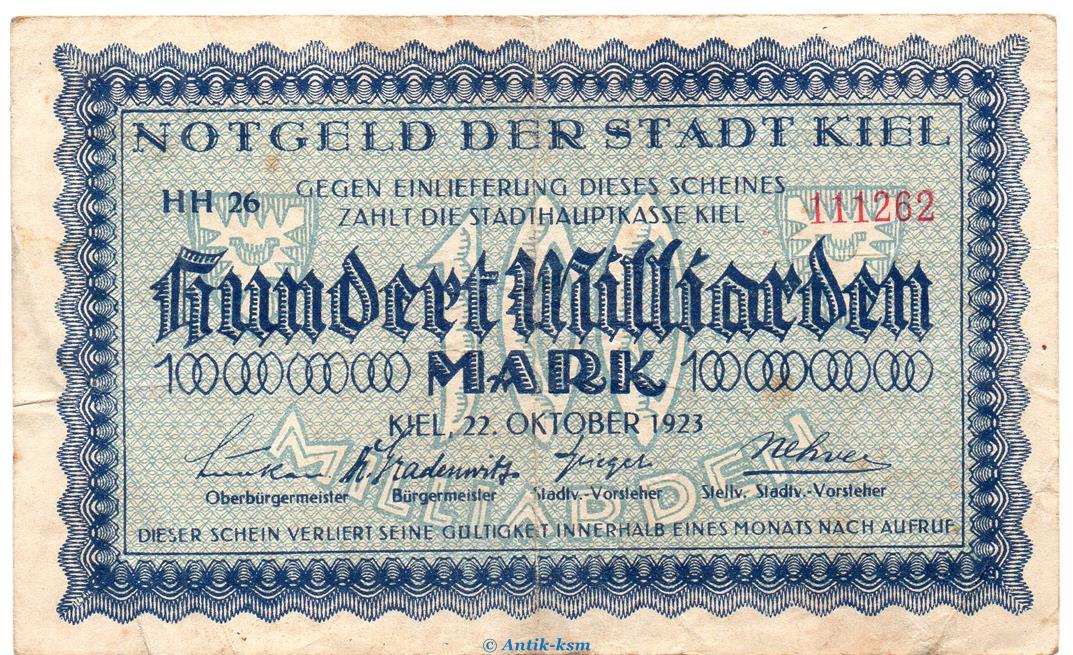 NOTGELD DER STADT KIEL
GEGEN EINLIEFERUNG DIESES SCHEINES
HH 26
111262
ZAHLT DIE STADTHAUPTKASSE KIEL
100
Hundert Milliarden
100000000000 MARK 100000000000
KIEL, 22. OKTOBER 1923
MILLIARDEN
Oberbürgermeister Bürgermeister Stadtv.-Vorsteher Stellv. Stadtv.-Vorsteher
DIESER SCHEIN VERLIERT SEINE GÜLTIGKEIT INNERHALB EINES MONATS NACH AUFRUF
© Antik-ksm